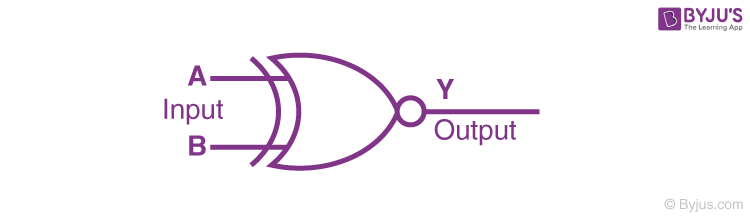 BYJU'S
The Learning App
A
Input
B
Y
Output
© Byjus.com